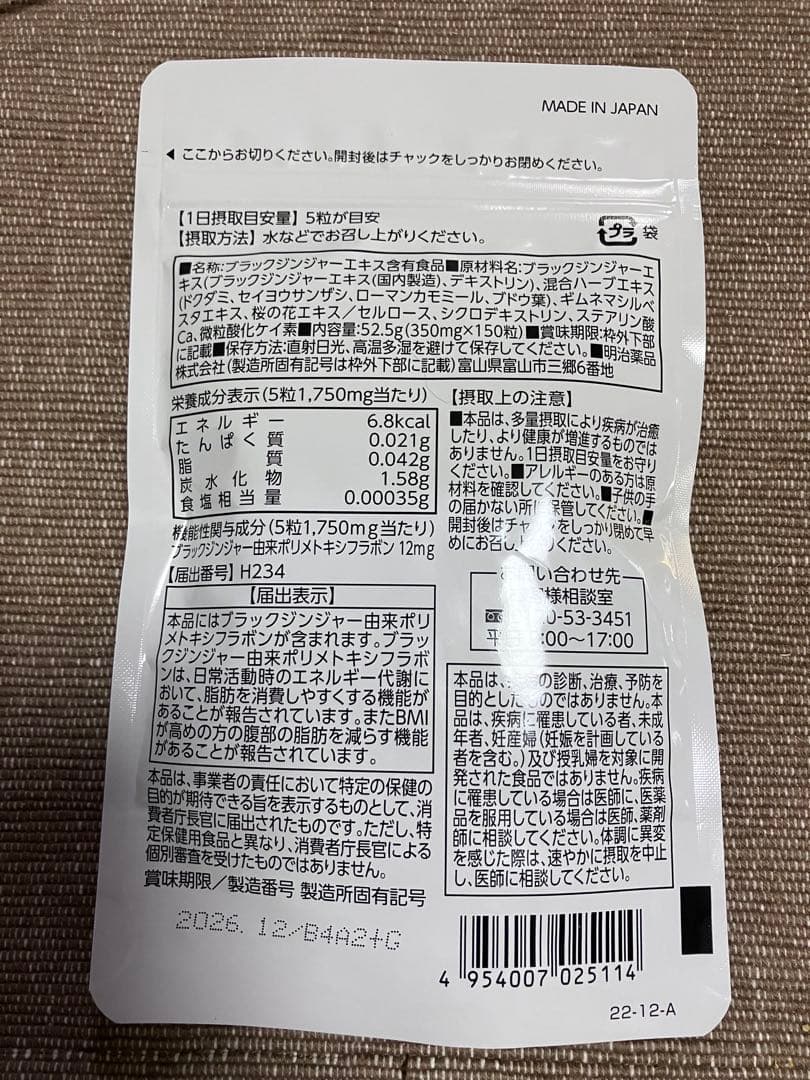 MADE IN JAPAN
◀ ここからお切りください。開封後はチャックをしっかりお閉めください。
【1日摂取目安量】 5粒が目安
【摂取方法】 水などでお召し上がりください。
プラ 袋
■名称:ブラックジンジャーエキス含有食品■原材料名:ブラックジンジャーエ
キス(ブラックジンジャーエキス(国内製造)、デキストリン)、混合ハーブエキス
(ドクダミ、セイヨウサンザシ、ローマンカモミール、ブドウ葉)、ギムネマシルベ
スタエキス、桜の花エキス／セルロース、シクロデキストリン、ステアリン酸
Ca、微粒酸化ケイ素■内容量:52.5g(350mg×150粒)■賞味期限:枠外下部
に記載■保存方法:直射日光、高温多湿を避けて保存してください。■明治薬品
株式会社(製造所固有記号は枠外下部に記載)富山県富山市三郷6番地
栄養成分表示(5粒1,750mg当たり)
エネルギー 6.8kcal
たんぱく質 0.021g
脂質 0.042g
炭水化物 1.58g
食塩相当量 0.00035g
機能性関与成分(5粒1,750mg当たり)
ブラックジンジャー由来ポリメトキシフラボン 12mg
【届出番号】H234
【届出表示】
本品にはブラックジンジャー由来ポリ
メトキシフラボンが含まれます。ブラッ
クジンジャー由来ポリメトキシフラボ
ンは、日常活動時のエネルギー代謝に
おいて、脂肪を消費しやすくする機能が
あることが報告されています。またBMI
が高めの方の腹部の脂肪を減らす機能
があることが報告されています。
本品は、事業者の責任において特定の保健の
目的が期待できる旨を表示するものとして、消
費者庁長官に届出されたものです。ただし、特
定保健用食品と異なり、消費者庁長官による
個別審査を受けたものではありません。
賞味期限／製造番号 製造所固有記号
2026.12/B4A2+G
【摂取上の注意】
■本品は、多量摂取により疾病が治癒
したり、より健康が増進するものでは
ありません。1日摂取目安量をお守り
ください。■アレルギーのある方は原
材料を確認してください。■子供の手
の届かない所に保管してください。■
開封後はチャックをしっかり閉めて早
めにお召し上がりください。
お問い合わせ先
様相談室
0-53-3451
平 :00〜17:00
本品は、 の診断、治療、予防を
目的としたものではありません。本
品は、疾病に罹患している者、未成
年者、妊産婦(妊娠を計画している
者を含む。)及び授乳婦を対象に開
発された食品ではありません。疾病
に罹患している場合は医師に、医薬
品を服用している場合は医師、薬剤
師に相談してください。体調に異変
を感じた際は、速やかに摂取を中止
し、医師に相談してください。
4 954007 025114
22-12-A